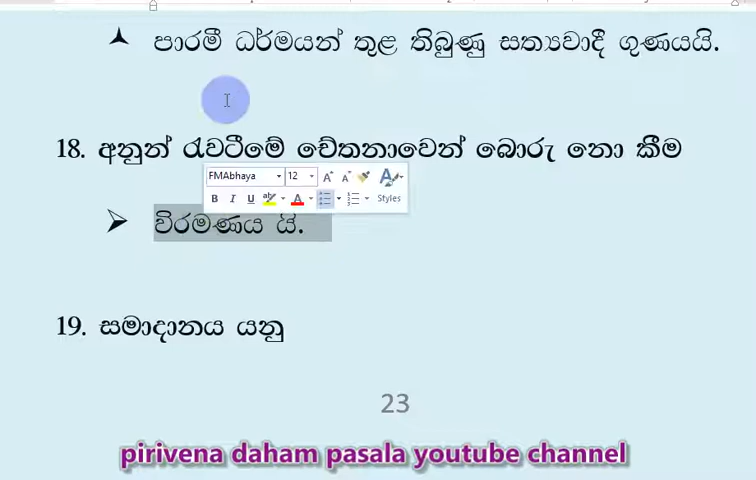 පාරමී ධර්මයන් තුළ තිබුණු සත්‍යවාදී ගුණයයි.
18. අනුන් රැවටීමේ චේතනාවෙන් බොරු නො කීම
FMAbhaya 12 A A A
B I U ab A Styles
විරමණය යි.
19. සමාදානය යනු
23
pirivena daham pasala youtube channel